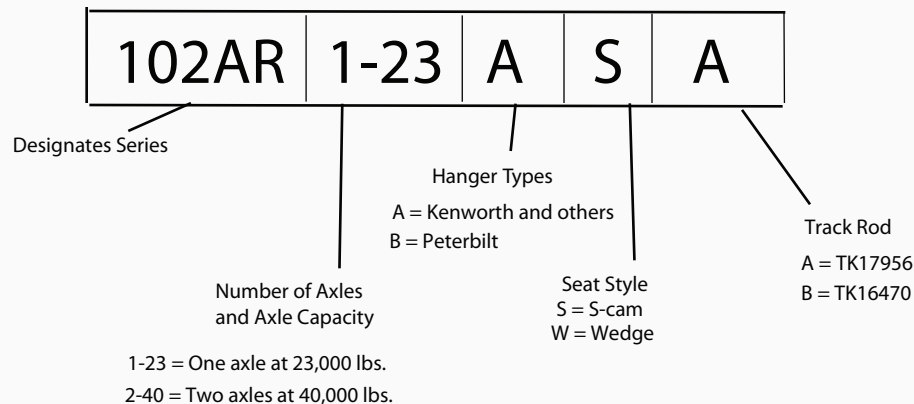 102AR 1-23 A S A
Designates Series
Hanger Types
A = Kenworth and others
B = Peterbilt
Track Rod
A = TK17956
B = TK16470
Number of Axles
and Axle Capacity
1-23 = One axle at 23,000 lbs.
2-40 = Two axles at 40,000 lbs.
Seat Style
S = S-cam
W = Wedge